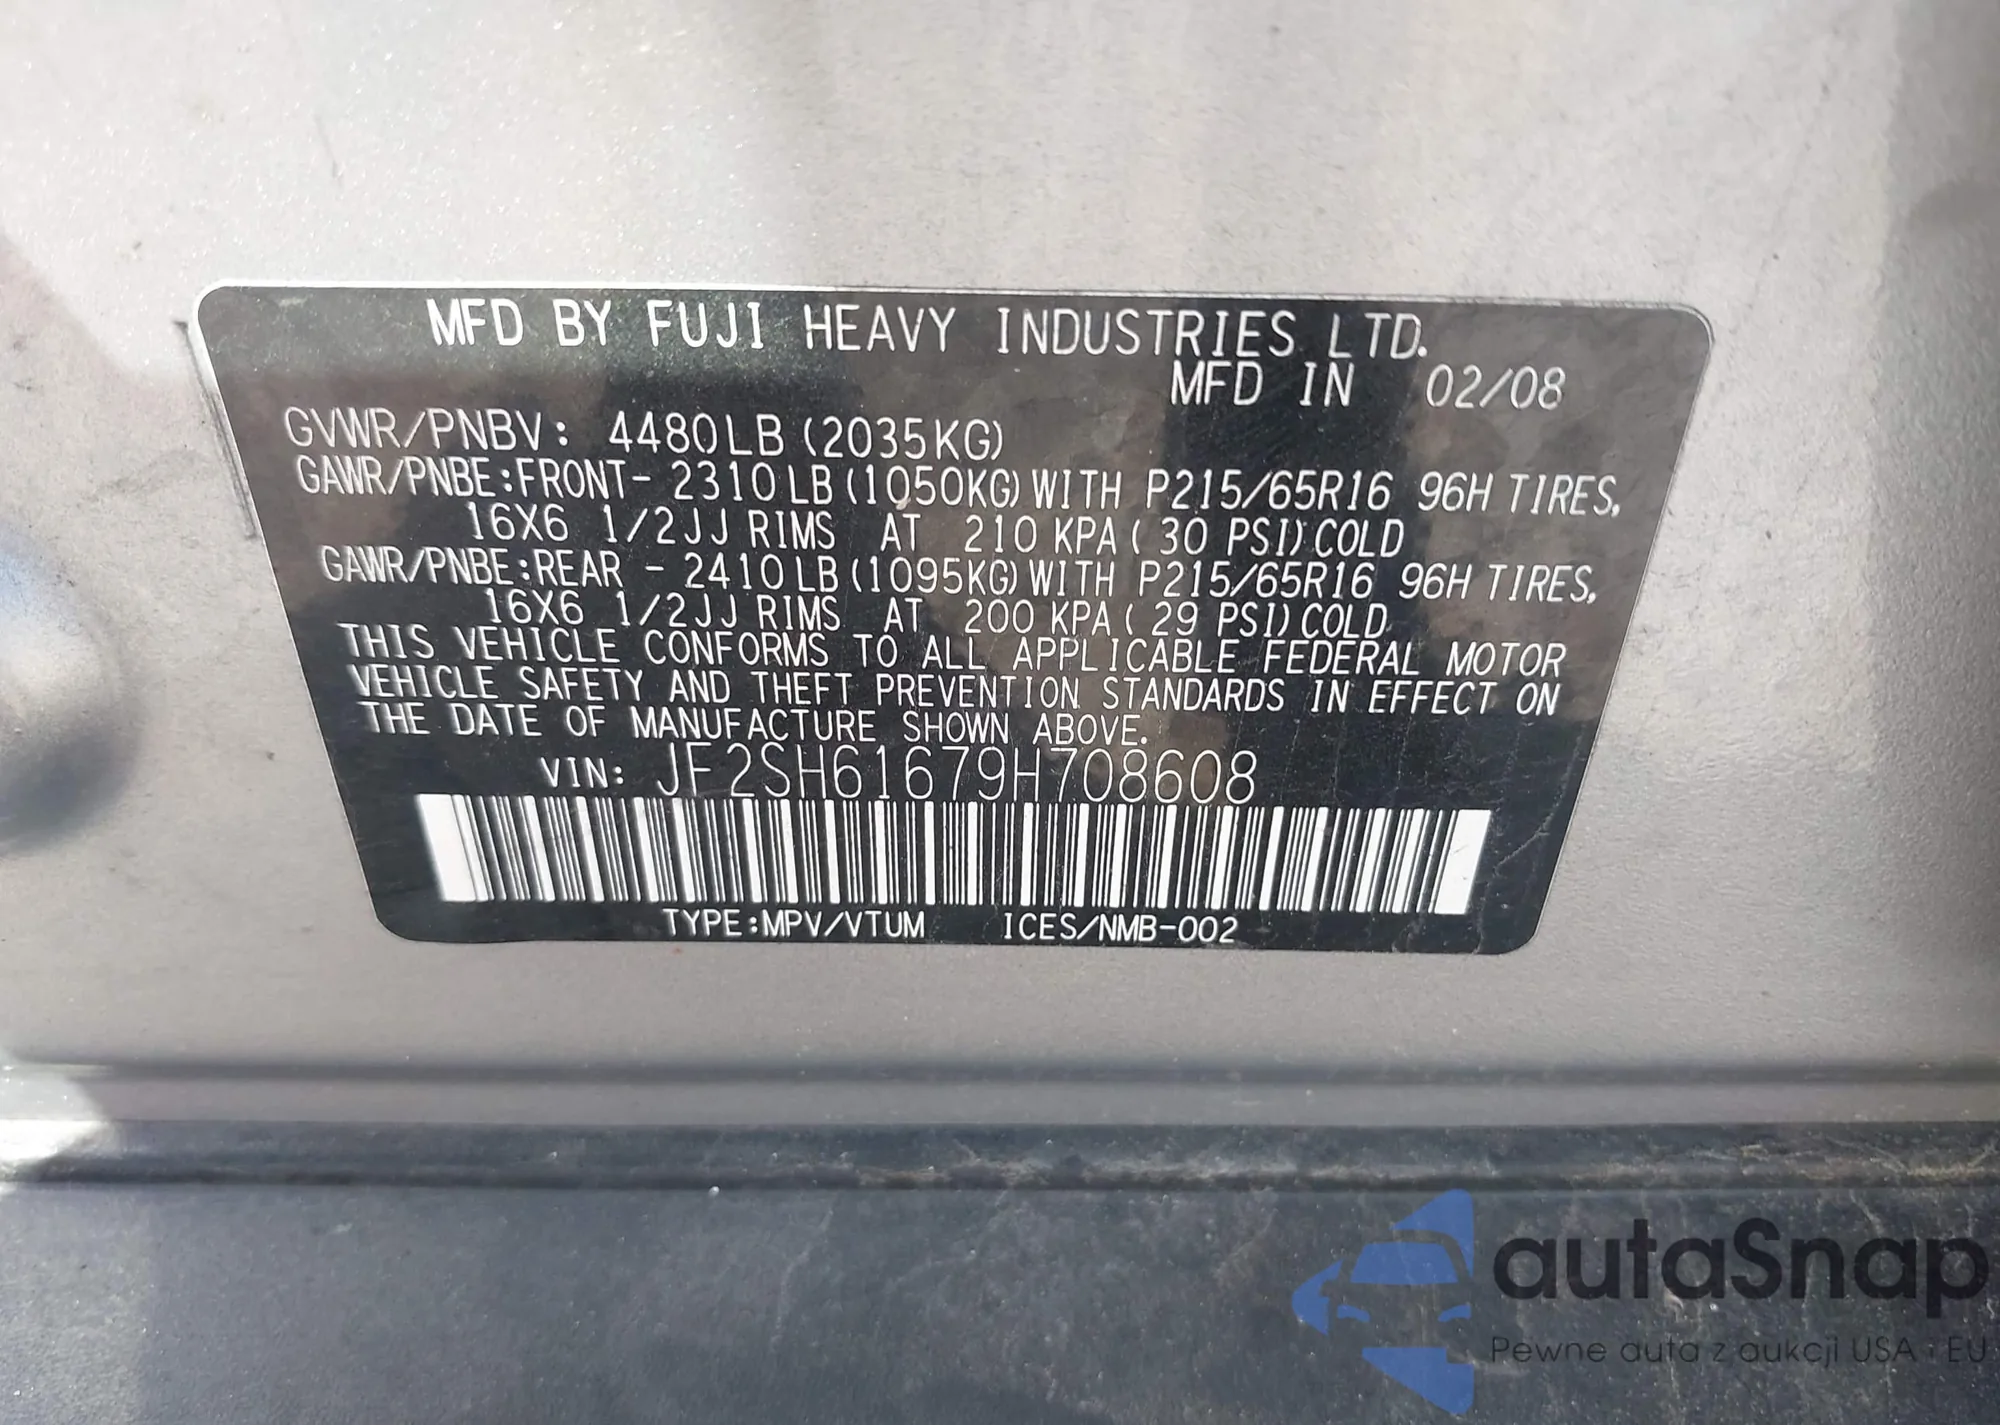 MFD BY FUJI HEAVY INDUSTRIES LTD.
MFD IN 02/08
GVWR/PNBV: 4480LB (2035KG)
GAWR/PNBE:FRONT- 2310LB (1050KG) WITH P215/65R16 96H TIRES,
16X6 1/2JJ RIMS AT 210 KPA ( 30 PSI) COLD
GAWR/PNBE:REAR - 2410LB (1095KG) WITH P215/65R16 96H TIRES,
16X6 1/2JJ RIMS AT 200 KPA ( 29 PSI) COLD
THIS VEHICLE CONFORMS TO ALL APPLICABLE FEDERAL MOTOR
VEHICLE SAFETY AND THEFT PREVENTION STANDARDS IN EFFECT ON
THE DATE OF MANUFACTURE SHOWN ABOVE.
VIN: JF2SH61679H708608
TYPE:MPV/VTUM ICES/NMB-002
autaSnap
Pewne auta z aukcji USA i EU